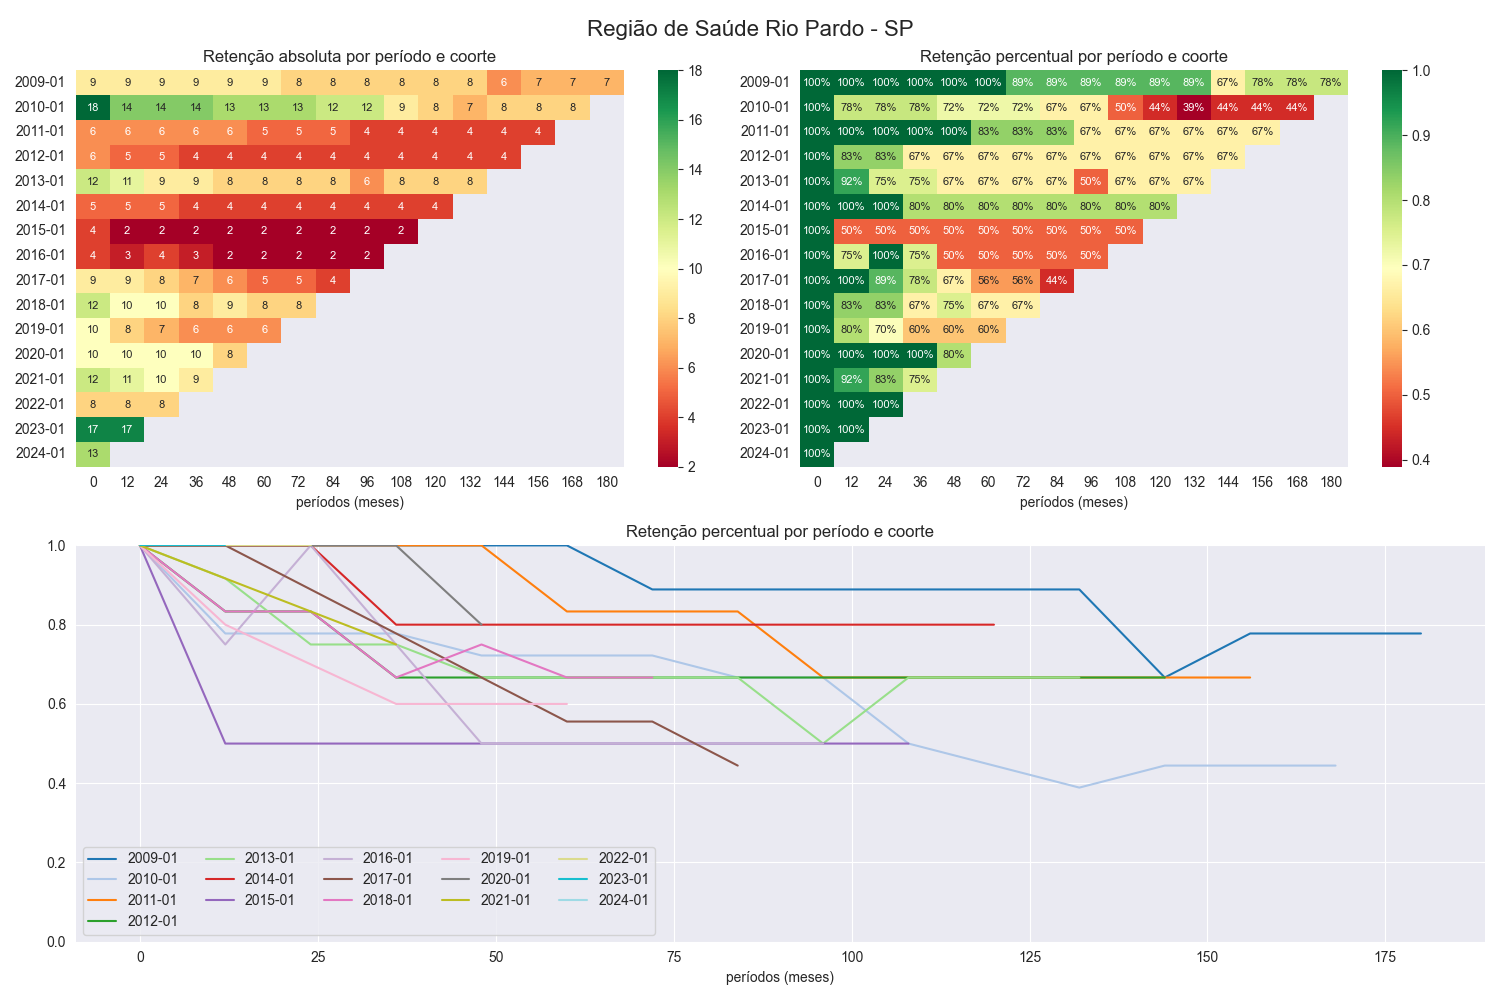 Região de Saúde Rio Pardo - SP
Retenção absoluta por período e coorte
2009-01 9 9 9 9 9 9 8 8 8 8 8 8 6 7 7 7
2010-01 18 14 14 14 13 13 13 12 12 9 8 7 8 8 8
2011-01 6 6 6 6 6 5 5 5 4 4 4 4 4 4
2012-01 6 5 5 4 4 4 4 4 4 4 4 4 4
2013-01 12 11 9 9 8 8 8 8 6 8 8 8
2014-01 5 5 5 4 4 4 4 4 4 4 4
2015-01 4 2 2 2 2 2 2 2 2 2
2016-01 4 3 4 3 2 2 2 2 2
2017-01 9 9 8 7 6 5 5 4
2018-01 12 10 10 8 9 8 8
2019-01 10 8 7 6 6 6
2020-01 10 10 10 10 8
2021-01 12 11 10 9
2022-01 8 8 8
2023-01 17 17
2024-01 13
0 12 24 36 48 60 72 84 96 108 120 132 144 156 168 180
períodos (meses)
18
16
14
12
10
8
6
4
2
Retenção percentual por período e coorte
2009-01 100% 100% 100% 100% 100% 100% 89% 89% 89% 89% 89% 89% 67% 78% 78% 78%
2010-01 100% 78% 78% 78% 72% 72% 72% 67% 67% 50% 44% 39% 44% 44% 44%
2011-01 100% 100% 100% 100% 100% 83% 83% 83% 67% 67% 67% 67% 67% 67%
2012-01 100% 83% 83% 67% 67% 67% 67% 67% 67% 67% 67% 67% 67%
2013-01 100% 92% 75% 75% 67% 67% 67% 67% 50% 67% 67% 67%
2014-01 100% 100% 100% 80% 80% 80% 80% 80% 80% 80% 80%
2015-01 100% 50% 50% 50% 50% 50% 50% 50% 50% 50%
2016-01 100% 75% 100% 75% 50% 50% 50% 50% 50%
2017-01 100% 100% 89% 78% 67% 56% 56% 44%
2018-01 100% 83% 83% 67% 75% 67% 67%
2019-01 100% 80% 70% 60% 60% 60%
2020-01 100% 100% 100% 100% 80%
2021-01 100% 92% 83% 75%
2022-01 100% 100% 100%
2023-01 100% 100%
2024-01 100%
0 12 24 36 48 60 72 84 96 108 120 132 144 156 168 180
períodos (meses)
1.0
0.9
0.8
0.7
0.6
0.5
0.4
Retenção percentual por período e coorte
1.0
0.8
0.6
0.4
0.2
0.0
2009-01 2013-01 2016-01 2019-01 2022-01
2010-01 2014-01 2017-01 2020-01 2023-01
2011-01 2015-01 2018-01 2021-01 2024-01
2012-01
0 25 50 75 100 125 150 175
períodos (meses)